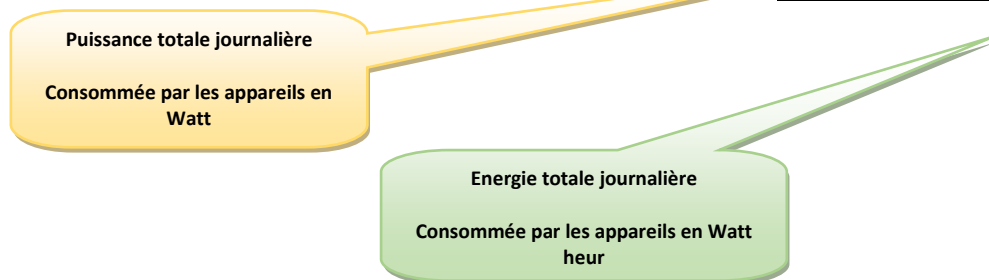 Puissance totale journalière
Consommée par les appareils en
Watt
Energie totale journalière
Consommée par les appareils en Watt
heur